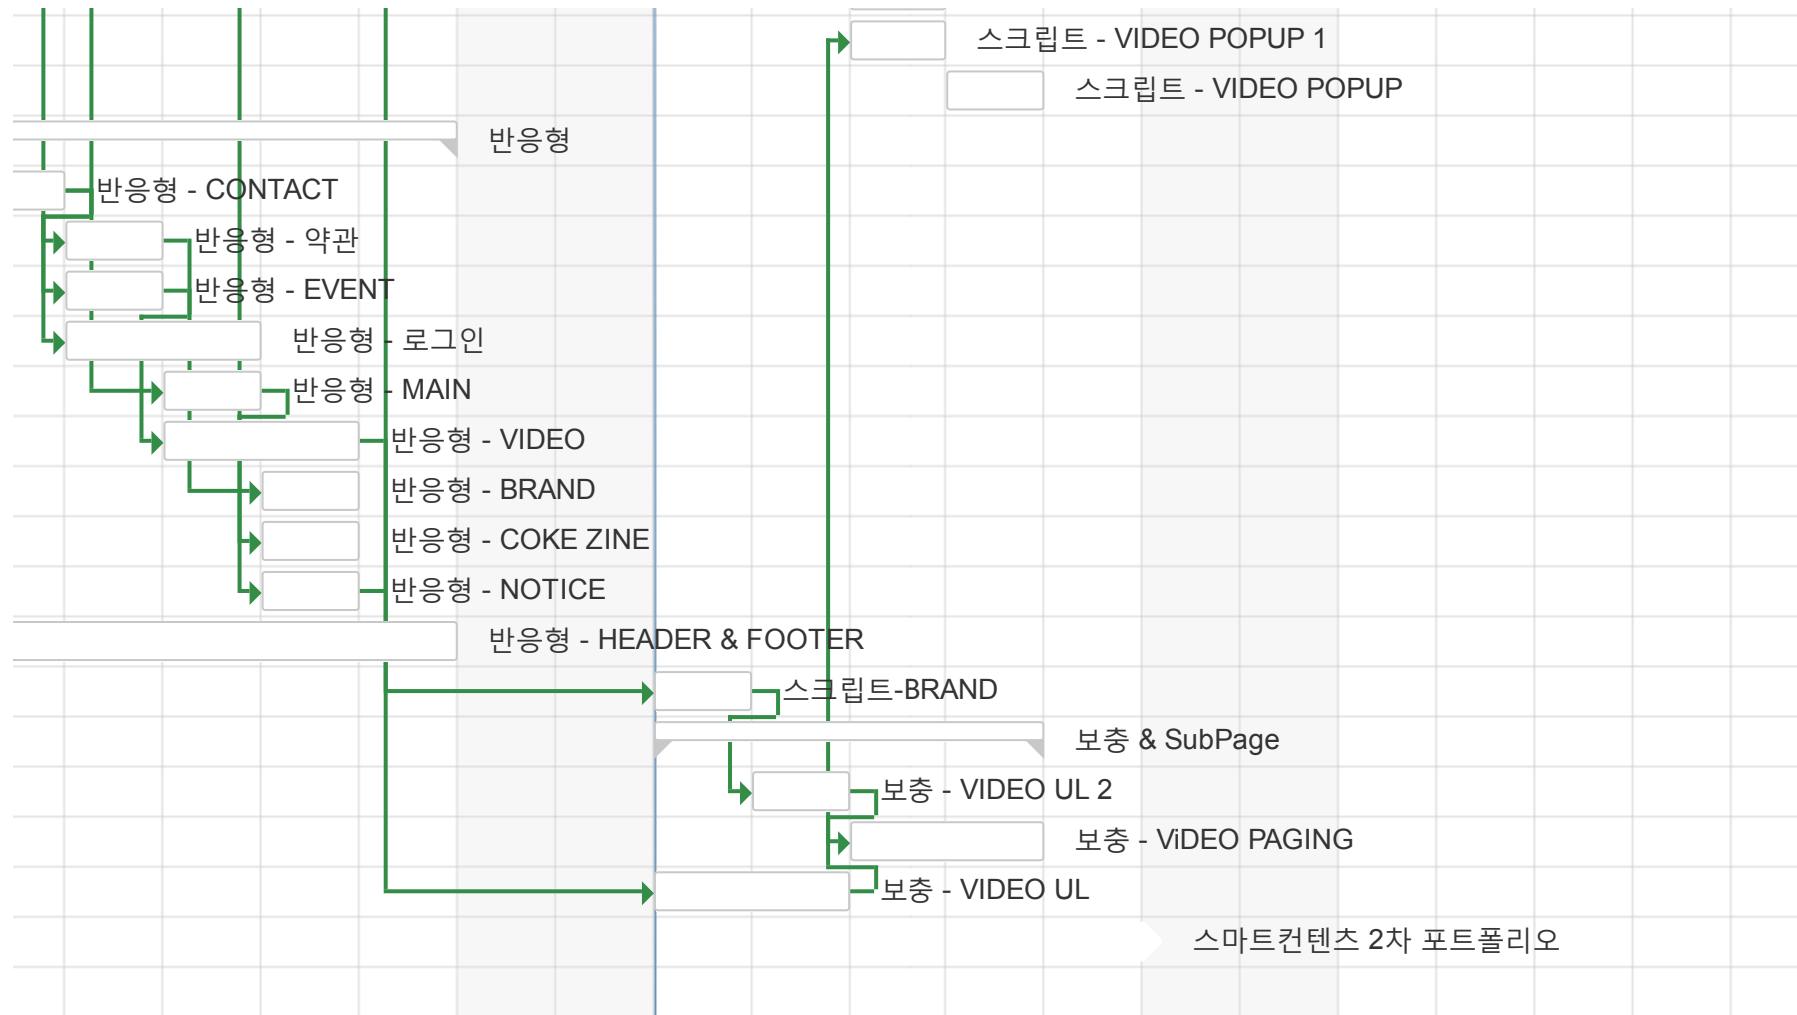 스크립트 - VIDEO POPUP 1
스크립트 - VIDEO POPUP
반응형
반응형 - CONTACT
반응형 - 약관
반응형 - EVENT
반응형 - 로그인
반응형 - MAIN
반응형 - VIDEO
반응형 - BRAND
반응형 - COKE ZINE
반응형 - NOTICE
반응형 - HEADER & FOOTER
스크립트-BRAND
보충 & SubPage
보충 - VIDEO UL 2
보충 - ViDEO PAGING
보충 - VIDEO UL
스마트컨텐츠 2차 포트폴리오